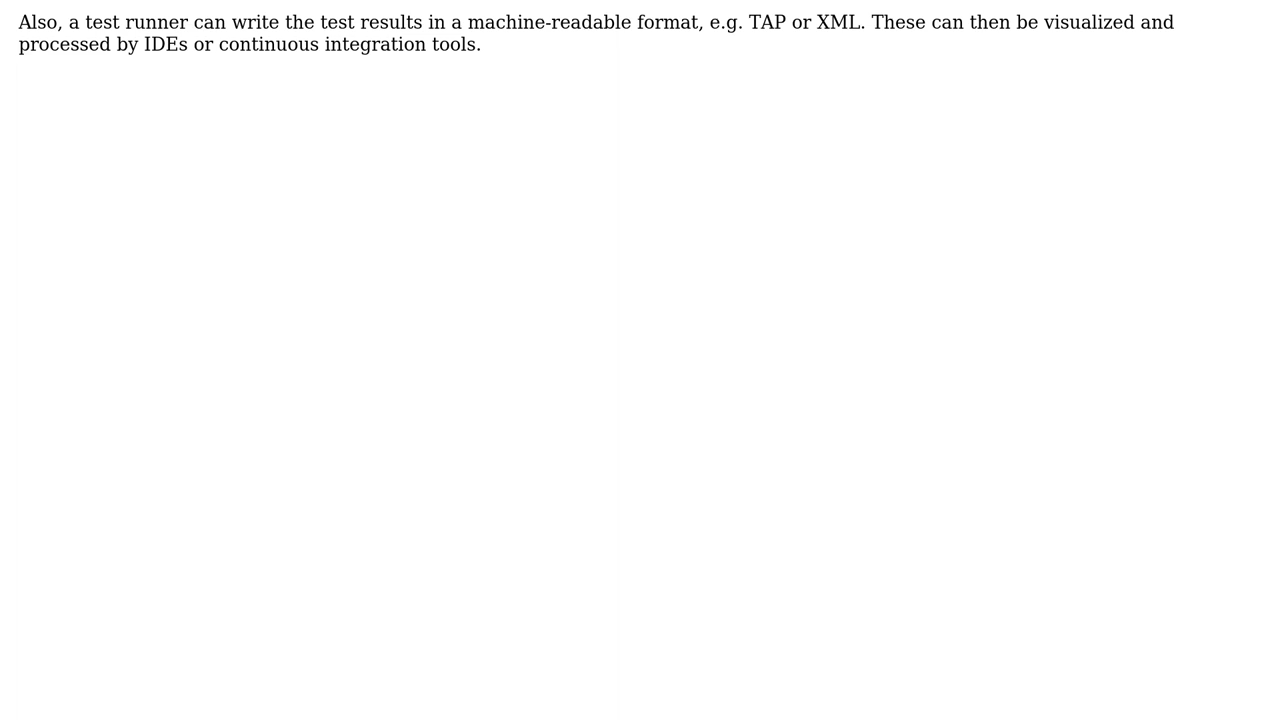 Also, a test runner can write the test results in a machine-readable format, e.g. TAP or XML. These can then be visualized and
processed by IDEs or continuous integration tools.